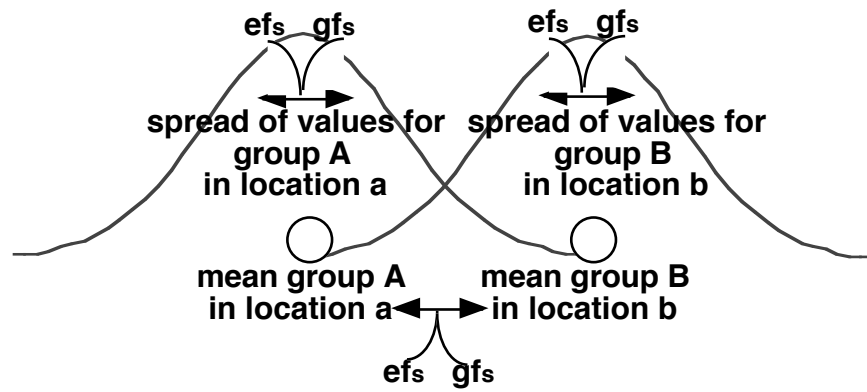 efs gfs efs gfs
spread of values for spread of values for
group A group B
in location a in location b
mean group A mean group B
in location a in location b
efs gfs